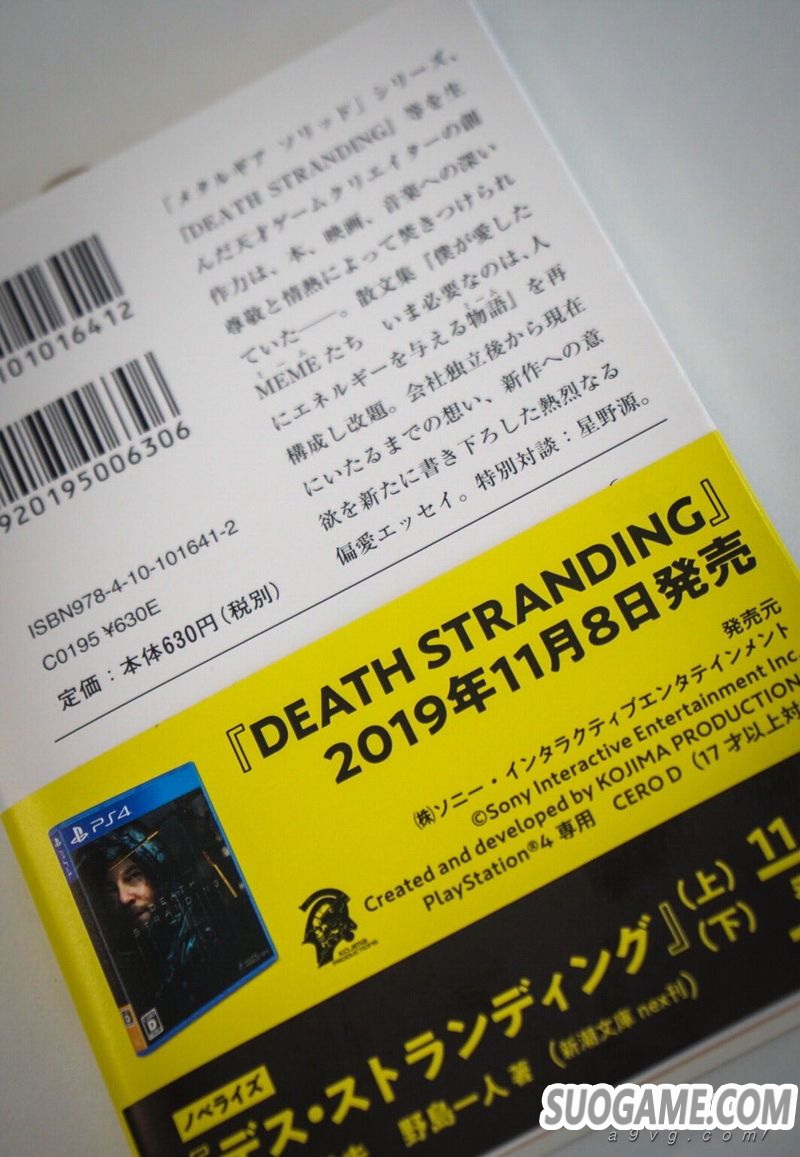 『メタルギア ソリッド』シリーズ、
『DEATH STRANDING』等を生
んだ天才ゲームクリエイターの創
作力は、本、映画、音楽への深い
尊敬と情熱によって焚きつけられ
ていた――。散文集『僕が愛した
MEMEたち いま必要なのは、人
にエネルギーを与える物語』を再
構成し改題。会社独立後から現在
にいたるまでの想い、新作への意
欲を新たに書き下ろした熱烈なる
偏愛エッセイ。特別対談：星野源。
101016412
920195006306
ISBN978-4-10-101641-2
C0195 ¥630E
定価：本体630円(税別)
『DEATH STRANDING』
2019年11月8日発売
発売元
㈱ソニー・インタラクティブエンタテインメント
©Sony Interactive Entertainment Inc.
Created and developed by KOJIMA PRODUCTION
PlayStation®4 専用 CERO D（17才以上対
PS4
PS4
DEATH
STRANDING
D
KOJIMA
PRODUCTIONS
ノベライズ
『デス・ストランディング』(上)
(下)
11
野島一人 著 (新潮文庫nex刊)
SUOGAME.COM
a9vg.com/